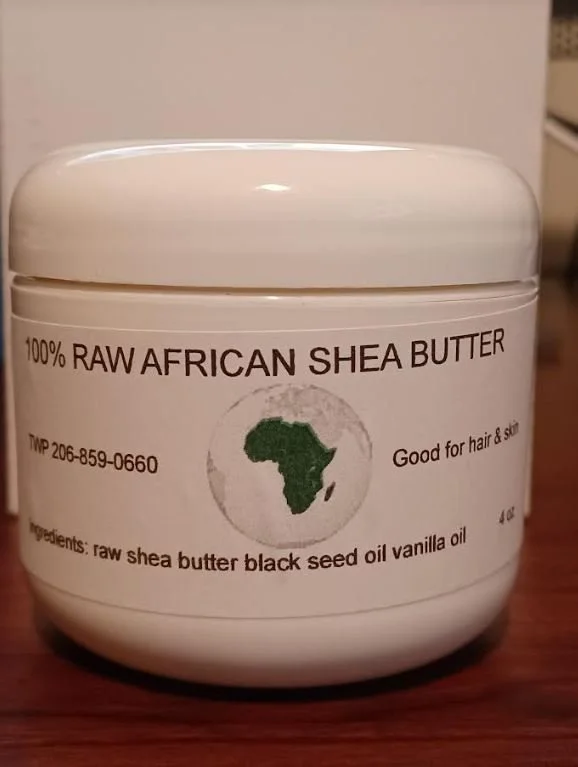 100% RAW AFRICAN SHEA BUTTER
TWP 206-859-0660
Good for hair & skin
4 oz
Ingredients: raw shea butter black seed oil vanilla oil